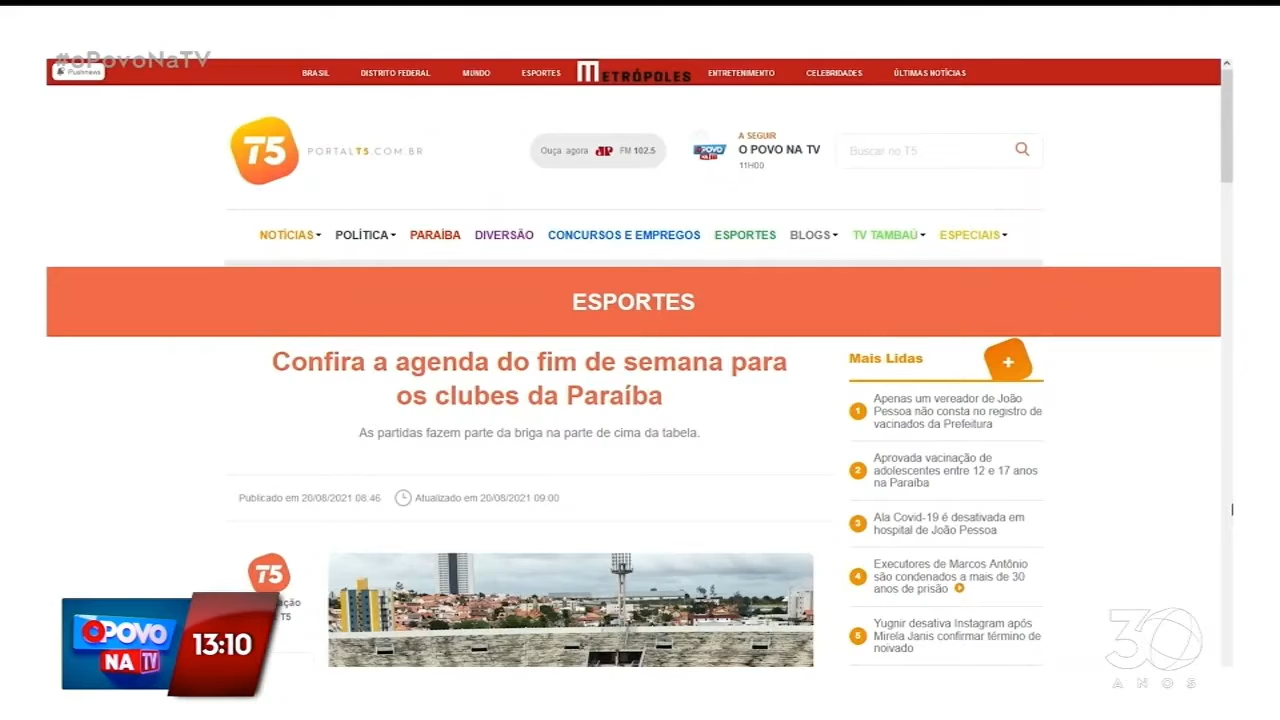 #oPovoNaTV
iPushnews
BRASIL DISTRITO FEDERAL MUNDO ESPORTES METRÓPOLES ENTRETENIMENTO CELEBRIDADES ÚLTIMAS NOTÍCIAS
T5 PORTALT5.COM.BR
Ouça agora JP FM 102.5
O POVO NA TV
A SEGUIR
O POVO NA TV
11H00
Buscar no T5
NOTÍCIAS POLÍTICA PARAÍBA DIVERSÃO CONCURSOS E EMPREGOS ESPORTES BLOGS TV TAMBAÚ ESPECIAIS
ESPORTES
Confira a agenda do fim de semana para
os clubes da Paraíba
As partidas fazem parte da briga na parte de cima da tabela.
Publicado em 20/08/2021 08:46 Atualizado em 20/08/2021 09:00
T5
ação
T5
Mais Lidas +
1 Apenas um vereador de João
Pessoa não consta no registro de
vacinados da Prefeitura
2 Aprovada vacinação de
adolescentes entre 12 e 17 anos
na Paraíba
3 Ala Covid-19 é desativada em
hospital de João Pessoa
4 Executores de Marcos Antônio
são condenados a mais de 30
anos de prisão
5 Yugnir desativa Instagram após
Mirela Janis confirmar término de
noivado
O POVO
NA TV
13:10
30
ANOS